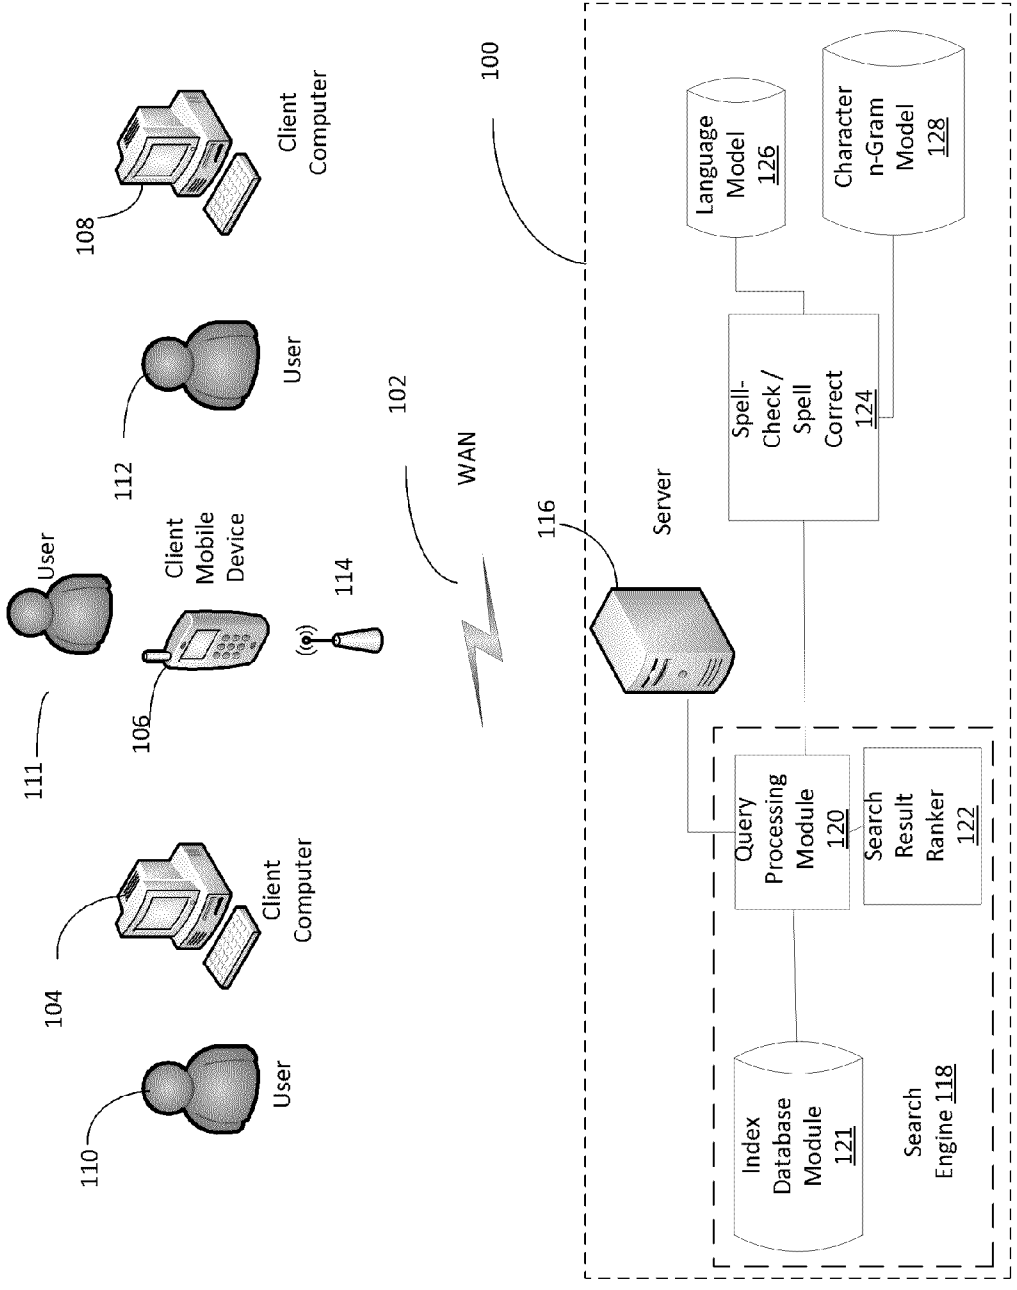 110
User
104
Client
Computer
111
User
106
Client
Mobile
Device
114
112
User
108
Client
Computer
102
WAN
100
116
Server
Index
Database
Module
121
Search
Engine 118
Query
Processing
Module
120
Search
Result
Ranker
122
Spell-
Check /
Spell
Correct
124
Language
Model
126
Character
n-Gram
Model
128